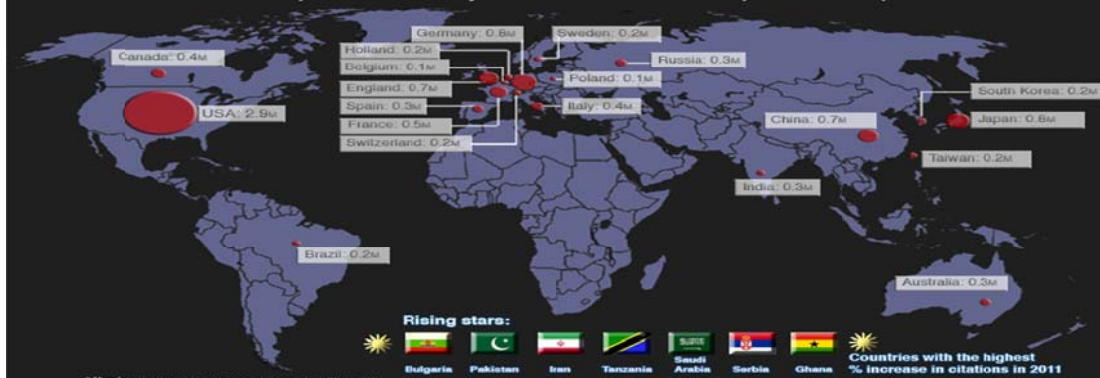 Canada: 0.4M
USA: 2.9M
Brazil: 0.2M
Germany: 0.8M
Holland: 0.2M
Belgium: 0.1M
England: 0.7M
Spain: 0.3M
France: 0.5M
Switzerland: 0.2M
Sweden: 0.2M
Russia: 0.3M
Poland: 0.1M
Italy: 0.4M
South Korea: 0.2M
China: 0.7M
Japan: 0.8M
Taiwan: 0.2M
India: 0.3M
Australia: 0.3M
Rising stars:
Bulgaria
Pakistan
Iran
Tanzania
Saudi
Arabia
Serbia
Ghana
Countries with the highest
% increase in citations in 2011